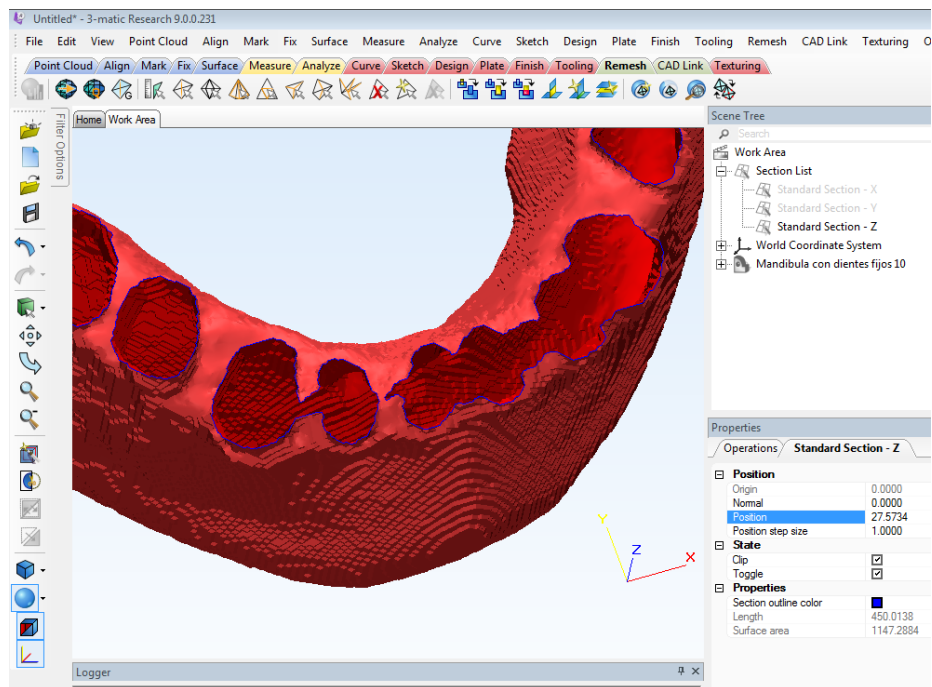 Untitled* - 3-matic Research 9.0.0.231
File Edit View Point Cloud Align Mark Fix Surface Measure Analyze Curve Sketch Design Plate Finish Tooling Remesh CAD Link Texturing O
Point Cloud Align Mark Fix Surface Measure Analyze Curve Sketch Design Plate Finish Tooling Remesh CAD Link Texturing
Filter Options
Home Work Area
Scene Tree
Search
Work Area
Section List
Standard Section - X
Standard Section - Y
Standard Section - Z
World Coordinate System
Mandibula con dientes fijos 10
Y
Z
X
Properties
Operations Standard Section - Z
Position
Origin 0.0000
Normal 0.0000
Position 27.5734
Position step size 1.0000
State
Clip
Toggle
Properties
Section outline color
Length 450.0138
Surface area 1147.2884
Logger